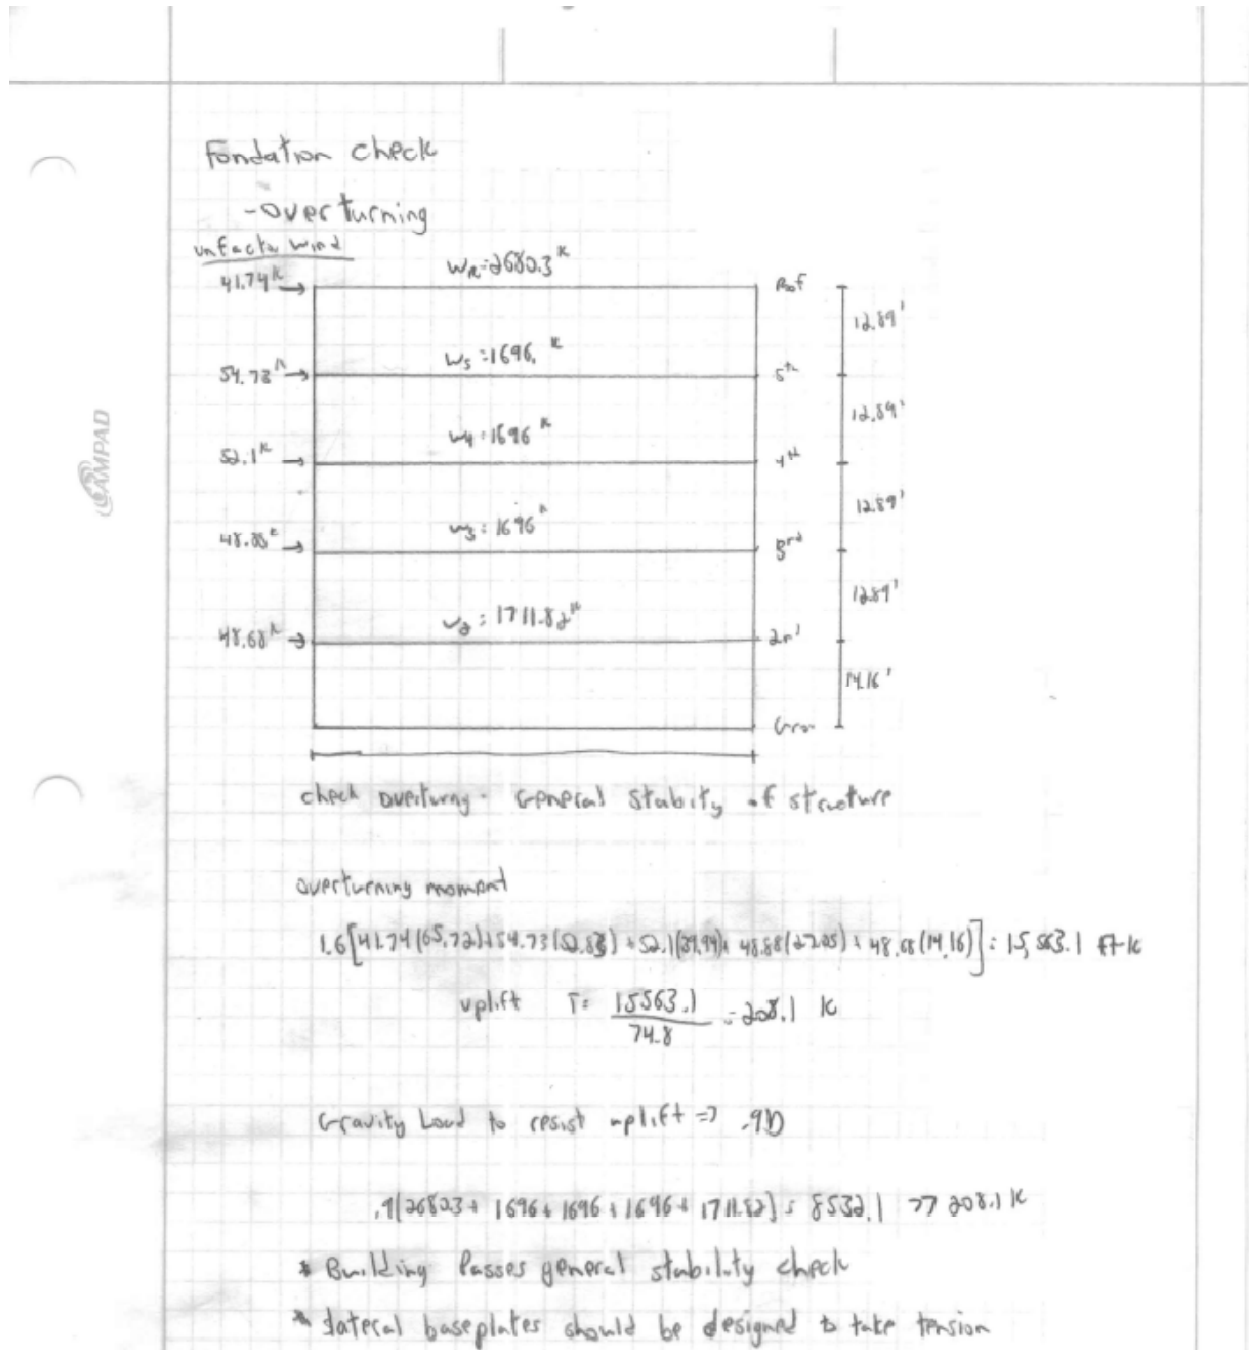 Fondation check
-Overturning
unfacto wind
41.74ᵏ
W_R=2680.3ᵏ
Roof
12.89'
54.73ᵏ
W₅=1696.ᵏ
5th
12.89'
52.1ᵏ
W₄=1696ᵏ
4th
12.89'
48.88ᵏ
W₃=1696ᵏ
3rd
12.89'
48.68ᵏ
W₂=1711.82ᵏ
2nd
14.16'
AMPAD
check overturny - General Stability of structure
overturning moment
1.6[41.74(65.72)+54.73(52.83)+52.1(39.94)+48.88(27.05)+48.68(14.16)]=15,563.1 ft-k
uplift T= 15563.1 / 74.8 =208.1 k
Gravity Load to resist uplift => .9D
.9(2680.3+1696+1696+1696+1711.82)=8532.1 >> 208.1 k
* Building Passes general stability check
* lateral baseplates should be designed to take tension